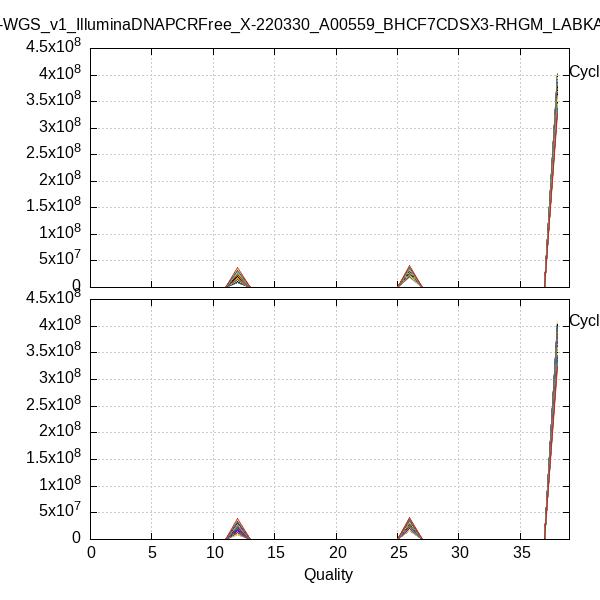 -WGS_v1_IlluminaDNAPCRFree_X-220330_A00559_BHCF7CDSX3-RHGM_LABKA
4.5x10⁸
4x10⁸
3.5x10⁸
3x10⁸
2.5x10⁸
2x10⁸
1.5x10⁸
1x10⁸
5x10⁷
0
Cycl
4.5x10⁸
4x10⁸
3.5x10⁸
3x10⁸
2.5x10⁸
2x10⁸
1.5x10⁸
1x10⁸
5x10⁷
0
Cycl
0 5 10 15 20 25 30 35
Quality